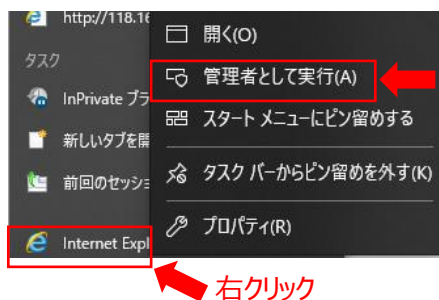 http://118.16
タスク
InPrivate ブラ
新しいタブを開
前回のセッショ
Internet Expl
開く(O)
管理者として実行(A)
スタート メニューにピン留めする
タスク バーからピン留めを外す(K)
プロパティ(R)
右クリック